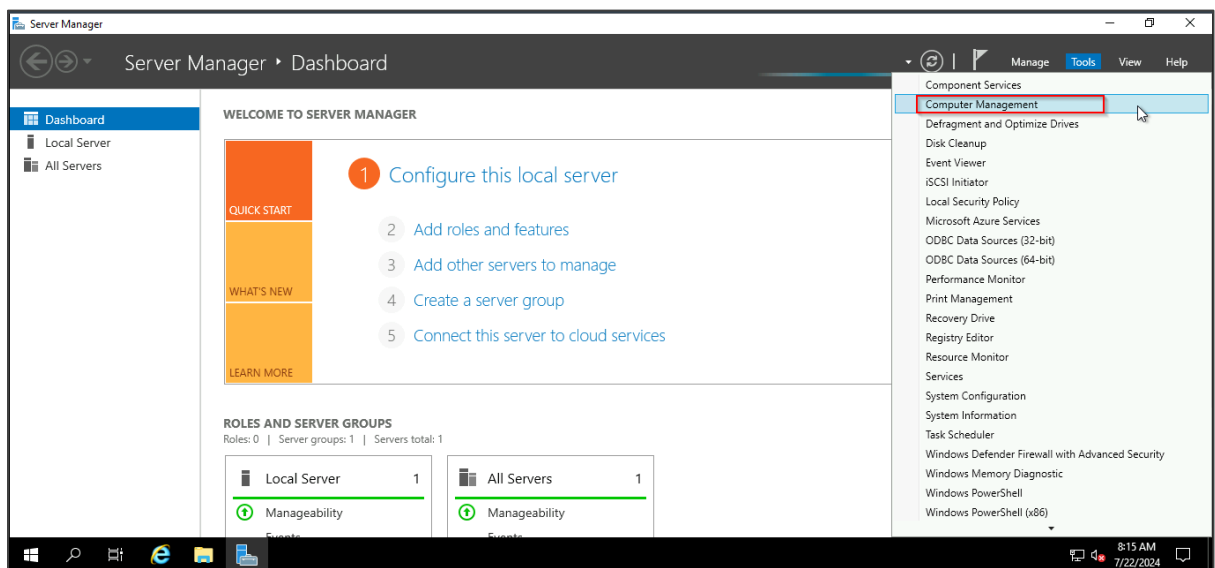 Server Manager
Server Manager • Dashboard
Manage Tools View Help
Dashboard
Local Server
All Servers
WELCOME TO SERVER MANAGER
QUICK START
WHAT'S NEW
LEARN MORE
1 Configure this local server
2 Add roles and features
3 Add other servers to manage
4 Create a server group
5 Connect this server to cloud services
ROLES AND SERVER GROUPS
Roles: 0 | Server groups: 1 | Servers total: 1
Local Server 1
Manageability
Events
All Servers 1
Manageability
Events
Component Services
Computer Management
Defragment and Optimize Drives
Disk Cleanup
Event Viewer
iSCSI Initiator
Local Security Policy
Microsoft Azure Services
ODBC Data Sources (32-bit)
ODBC Data Sources (64-bit)
Performance Monitor
Print Management
Recovery Drive
Registry Editor
Resource Monitor
Services
System Configuration
System Information
Task Scheduler
Windows Defender Firewall with Advanced Security
Windows Memory Diagnostic
Windows PowerShell
Windows PowerShell (x86)
8:15 AM
7/22/2024